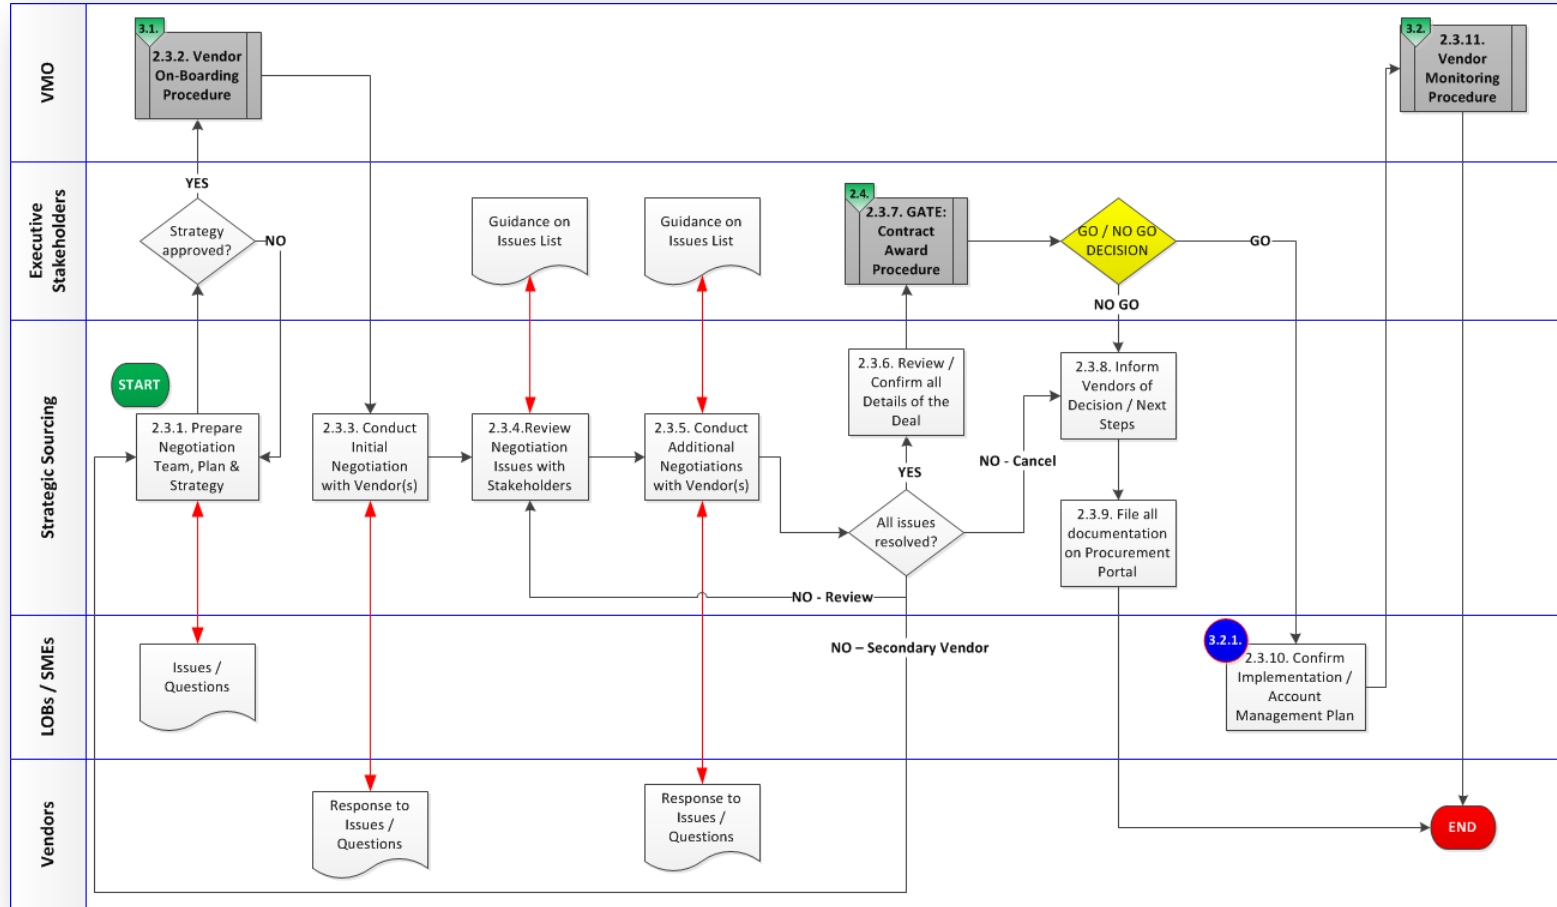 VMO
3.1.
2.3.2. Vendor
On-Boarding
Procedure
3.2.
2.3.11.
Vendor
Monitoring
Procedure
Executive
Stakeholders
YES
Strategy
approved?
NO
Guidance on
Issues List
Guidance on
Issues List
2.4.
2.3.7. GATE:
Contract
Award
Procedure
GO / NO GO
DECISION
GO
NO GO
Strategic Sourcing
START
2.3.1. Prepare
Negotiation
Team, Plan &
Strategy
2.3.3. Conduct
Initial
Negotiation
with Vendor(s)
2.3.4.Review
Negotiation
Issues with
Stakeholders
2.3.5. Conduct
Additional
Negotiations
with Vendor(s)
2.3.6. Review /
Confirm all
Details of the
Deal
YES
All issues
resolved?
NO - Cancel
NO - Review
2.3.8. Inform
Vendors of
Decision / Next
Steps
2.3.9. File all
documentation
on Procurement
Portal
LOBs / SMEs
Issues /
Questions
NO – Secondary Vendor
3.2.1.
2.3.10. Confirm
Implementation /
Account
Management Plan
Vendors
Response to
Issues /
Questions
Response to
Issues /
Questions
END